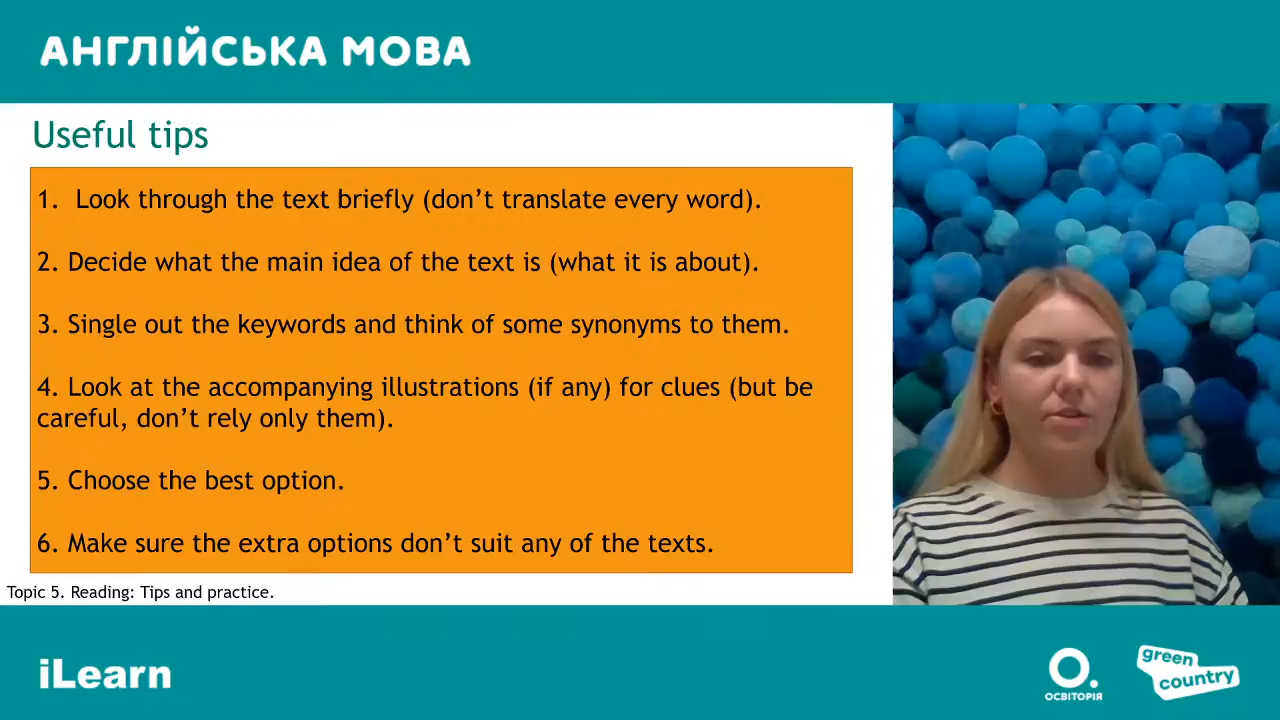 АНГЛІЙСЬКА МОВА
Useful tips
1.  Look through the text briefly (don’t translate every word).
2. Decide what the main idea of the text is (what it is about).
3. Single out the keywords and think of some synonyms to them.
4. Look at the accompanying illustrations (if any) for clues (but be
careful, don’t rely only them).
5. Choose the best option.
6. Make sure the extra options don’t suit any of the texts.
Topic 5. Reading: Tips and practice.
iLearn
О.
ОСВІТОРІЯ
green
country